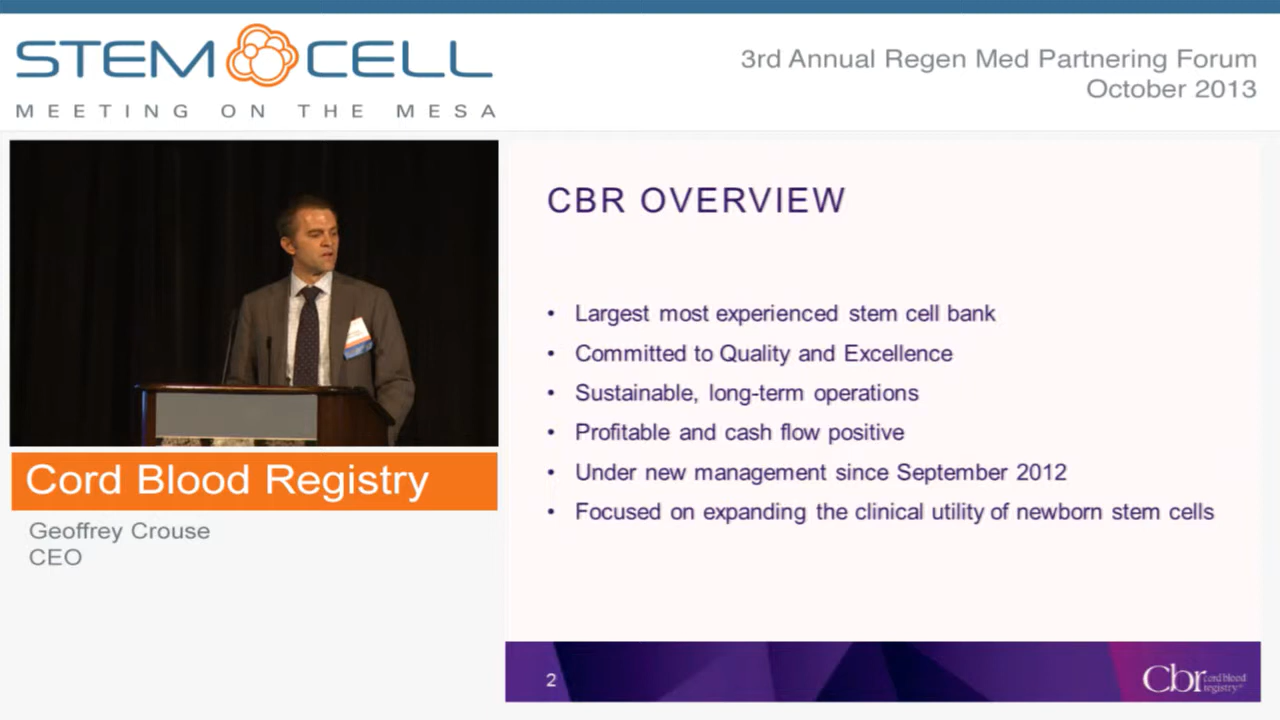 STEM CELL
MEETING ON THE MESA
3rd Annual Regen Med Partnering Forum
October 2013
CBR OVERVIEW
• Largest most experienced stem cell bank
• Committed to Quality and Excellence
• Sustainable, long-term operations
• Profitable and cash flow positive
• Under new management since September 2012
• Focused on expanding the clinical utility of newborn stem cells
Cord Blood Registry
Geoffrey Crouse
CEO
2
Cbr cord blood
registry